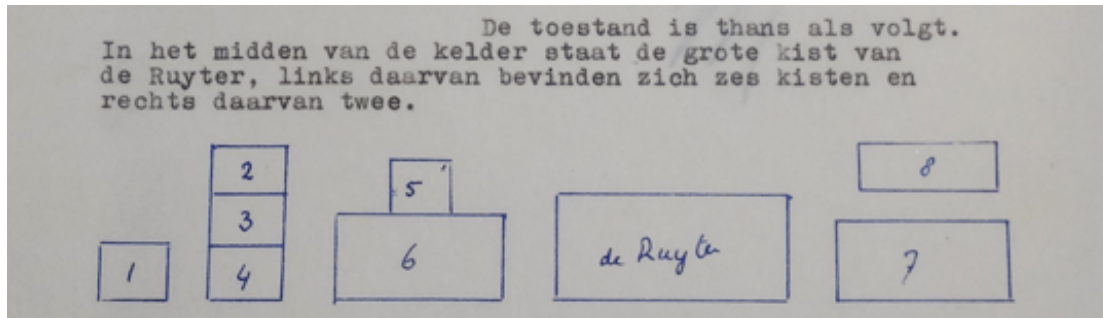 De toestand is thans als volgt.
In het midden van de kelder staat de grote kist van
de Ruyter, links daarvan bevinden zich zes kisten en
rechts daarvan twee.
2
8
5
3
1
4
6
de Ruyter
7